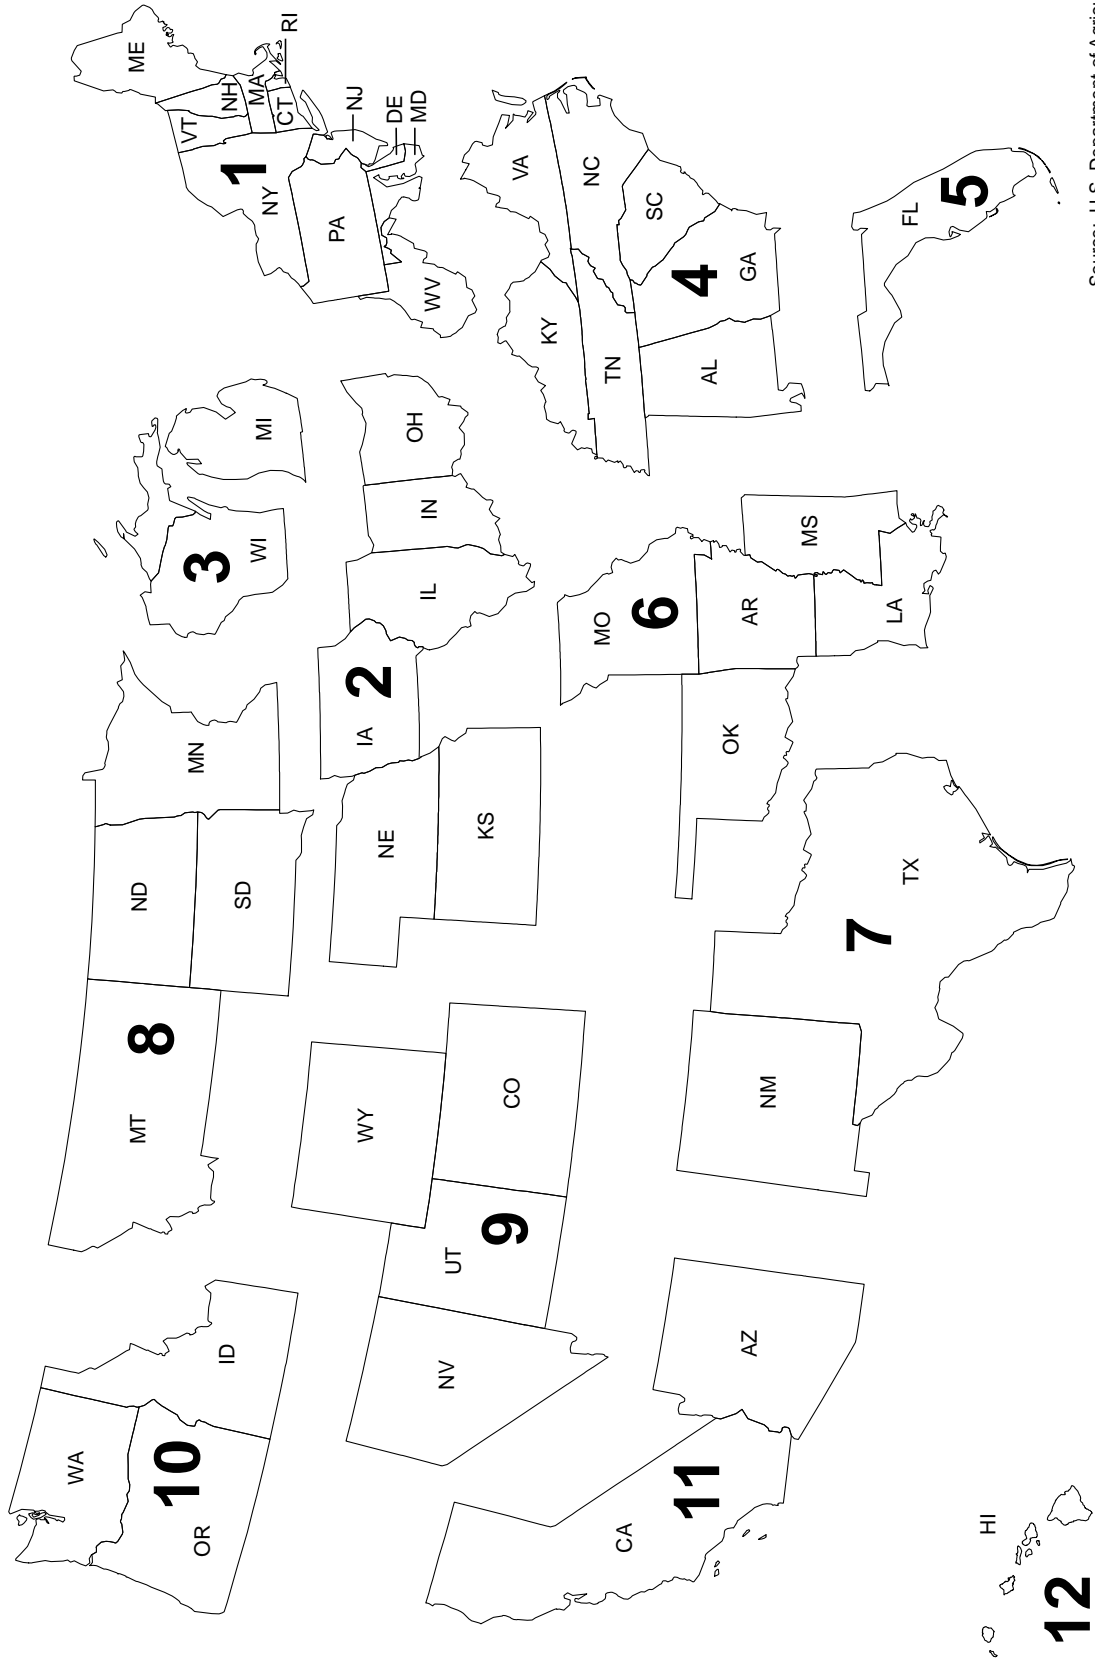 WA
OR
ID
10
MT
8
ND
SD
MN
3
WI
MI
ME
VT
NH
MA
RI
CT
NY
1
PA
NJ
DE
MD
WV
NV
UT
9
WY
CO
NE
KS
IA
2
IL
IN
OH
CA
11
AZ
NM
7
TX
OK
MO
6
AR
LA
MS
KY
TN
VA
NC
SC
4
GA
AL
FL
5
HI
12
Source: U.S. Department of